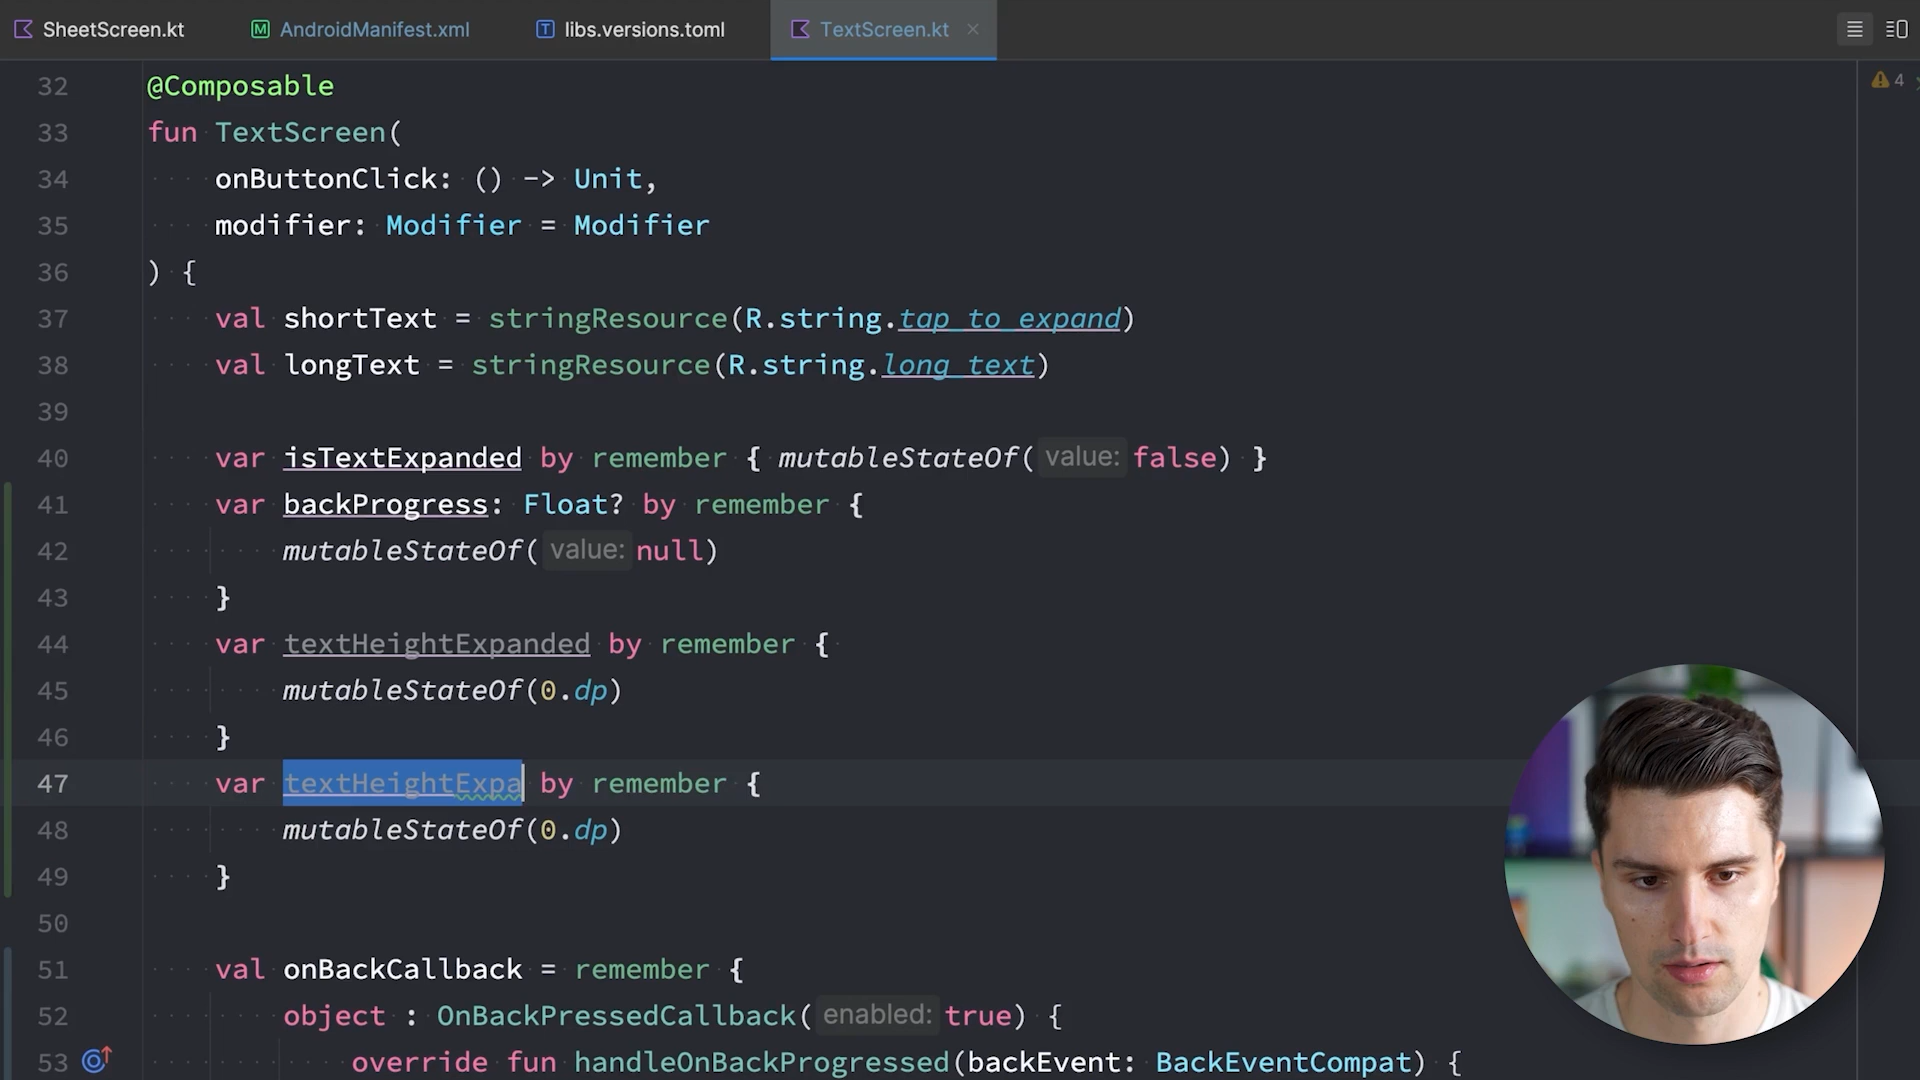 SheetScreen.kt AndroidManifest.xml libs.versions.toml TextScreen.kt
4
32 @Composable
33 fun TextScreen(
34 onButtonClick: () -> Unit,
35 modifier: Modifier = Modifier
36 ) {
37 val shortText = stringResource(R.string.tap_to_expand)
38 val longText = stringResource(R.string.long_text)
39
40 var isTextExpanded by remember { mutableStateOf( value: false) }
41 var backProgress: Float? by remember {
42 mutableStateOf( value: null)
43 }
44 var textHeightExpanded by remember {
45 mutableStateOf(0.dp)
46 }
47 var textHeightExpa by remember {
48 mutableStateOf(0.dp)
49 }
50
51 val onBackCallback = remember {
52 object : OnBackPressedCallback( enabled: true) {
53 override fun handleOnBackProgressed(backEvent: BackEventCompat) {